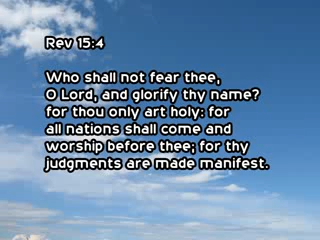 Rev 15:4
Who shall not fear thee,
O Lord, and glorify thy name?
for thou only art holy: for
all nations shall come and
worship before thee; for thy
judgments are made manifest.